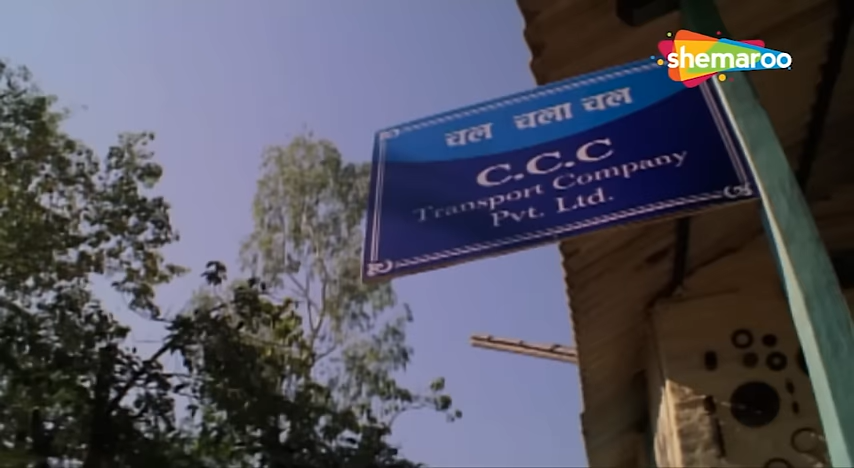 shemaroo
चल चला चल
C.C.C
Transport Company
Pvt. Ltd.